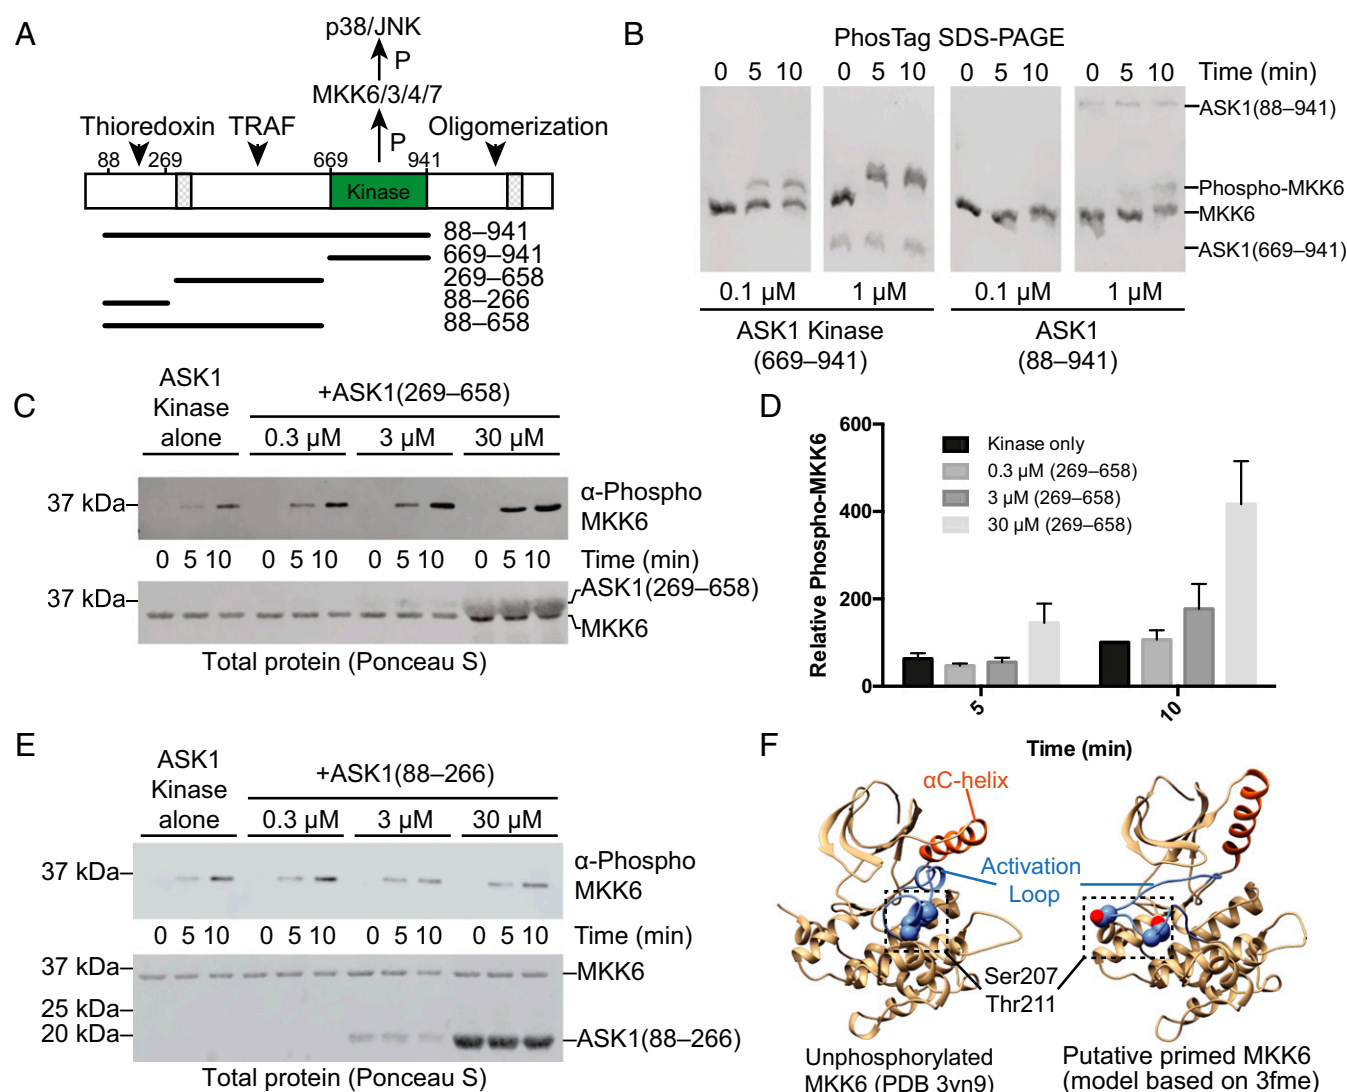 A
p38/JNK
P
MKK6/3/4/7
P
Thioredoxin TRAF Oligomerization
88 269 669 941
Kinase
88–941
669–941
269–658
88–266
88–658
B
PhosTag SDS-PAGE
0 5 10 0 5 10 0 5 10 0 5 10 Time (min)
ASK1(88–941)
Phospho-MKK6
MKK6
ASK1(669–941)
0.1 µM 1 µM 0.1 µM 1 µM
ASK1 Kinase
(669–941)
ASK1
(88–941)
C
ASK1
Kinase
alone
+ASK1(269–658)
0.3 µM 3 µM 30 µM
37 kDa
α-Phospho
MKK6
0 5 10 0 5 10 0 5 10 0 5 10 Time (min)
37 kDa
ASK1(269–658)
MKK6
Total protein (Ponceau S)
D
Relative Phospho-MKK6
600
400
200
0
Kinase only
0.3 µM (269–658)
3 µM (269–658)
30 µM (269–658)
5 10
Time (min)
E
ASK1
Kinase
alone
+ASK1(88–266)
0.3 µM 3 µM 30 µM
37 kDa
α-Phospho
MKK6
0 5 10 0 5 10 0 5 10 0 5 10 Time (min)
37 kDa
MKK6
25 kDa
20 kDa
ASK1(88–266)
Total protein (Ponceau S)
F
αC-helix
Activation
Loop
Ser207
Thr211
Unphosphorylated
MKK6 (PDB 3vn9)
Putative primed MKK6
(model based on 3fme)